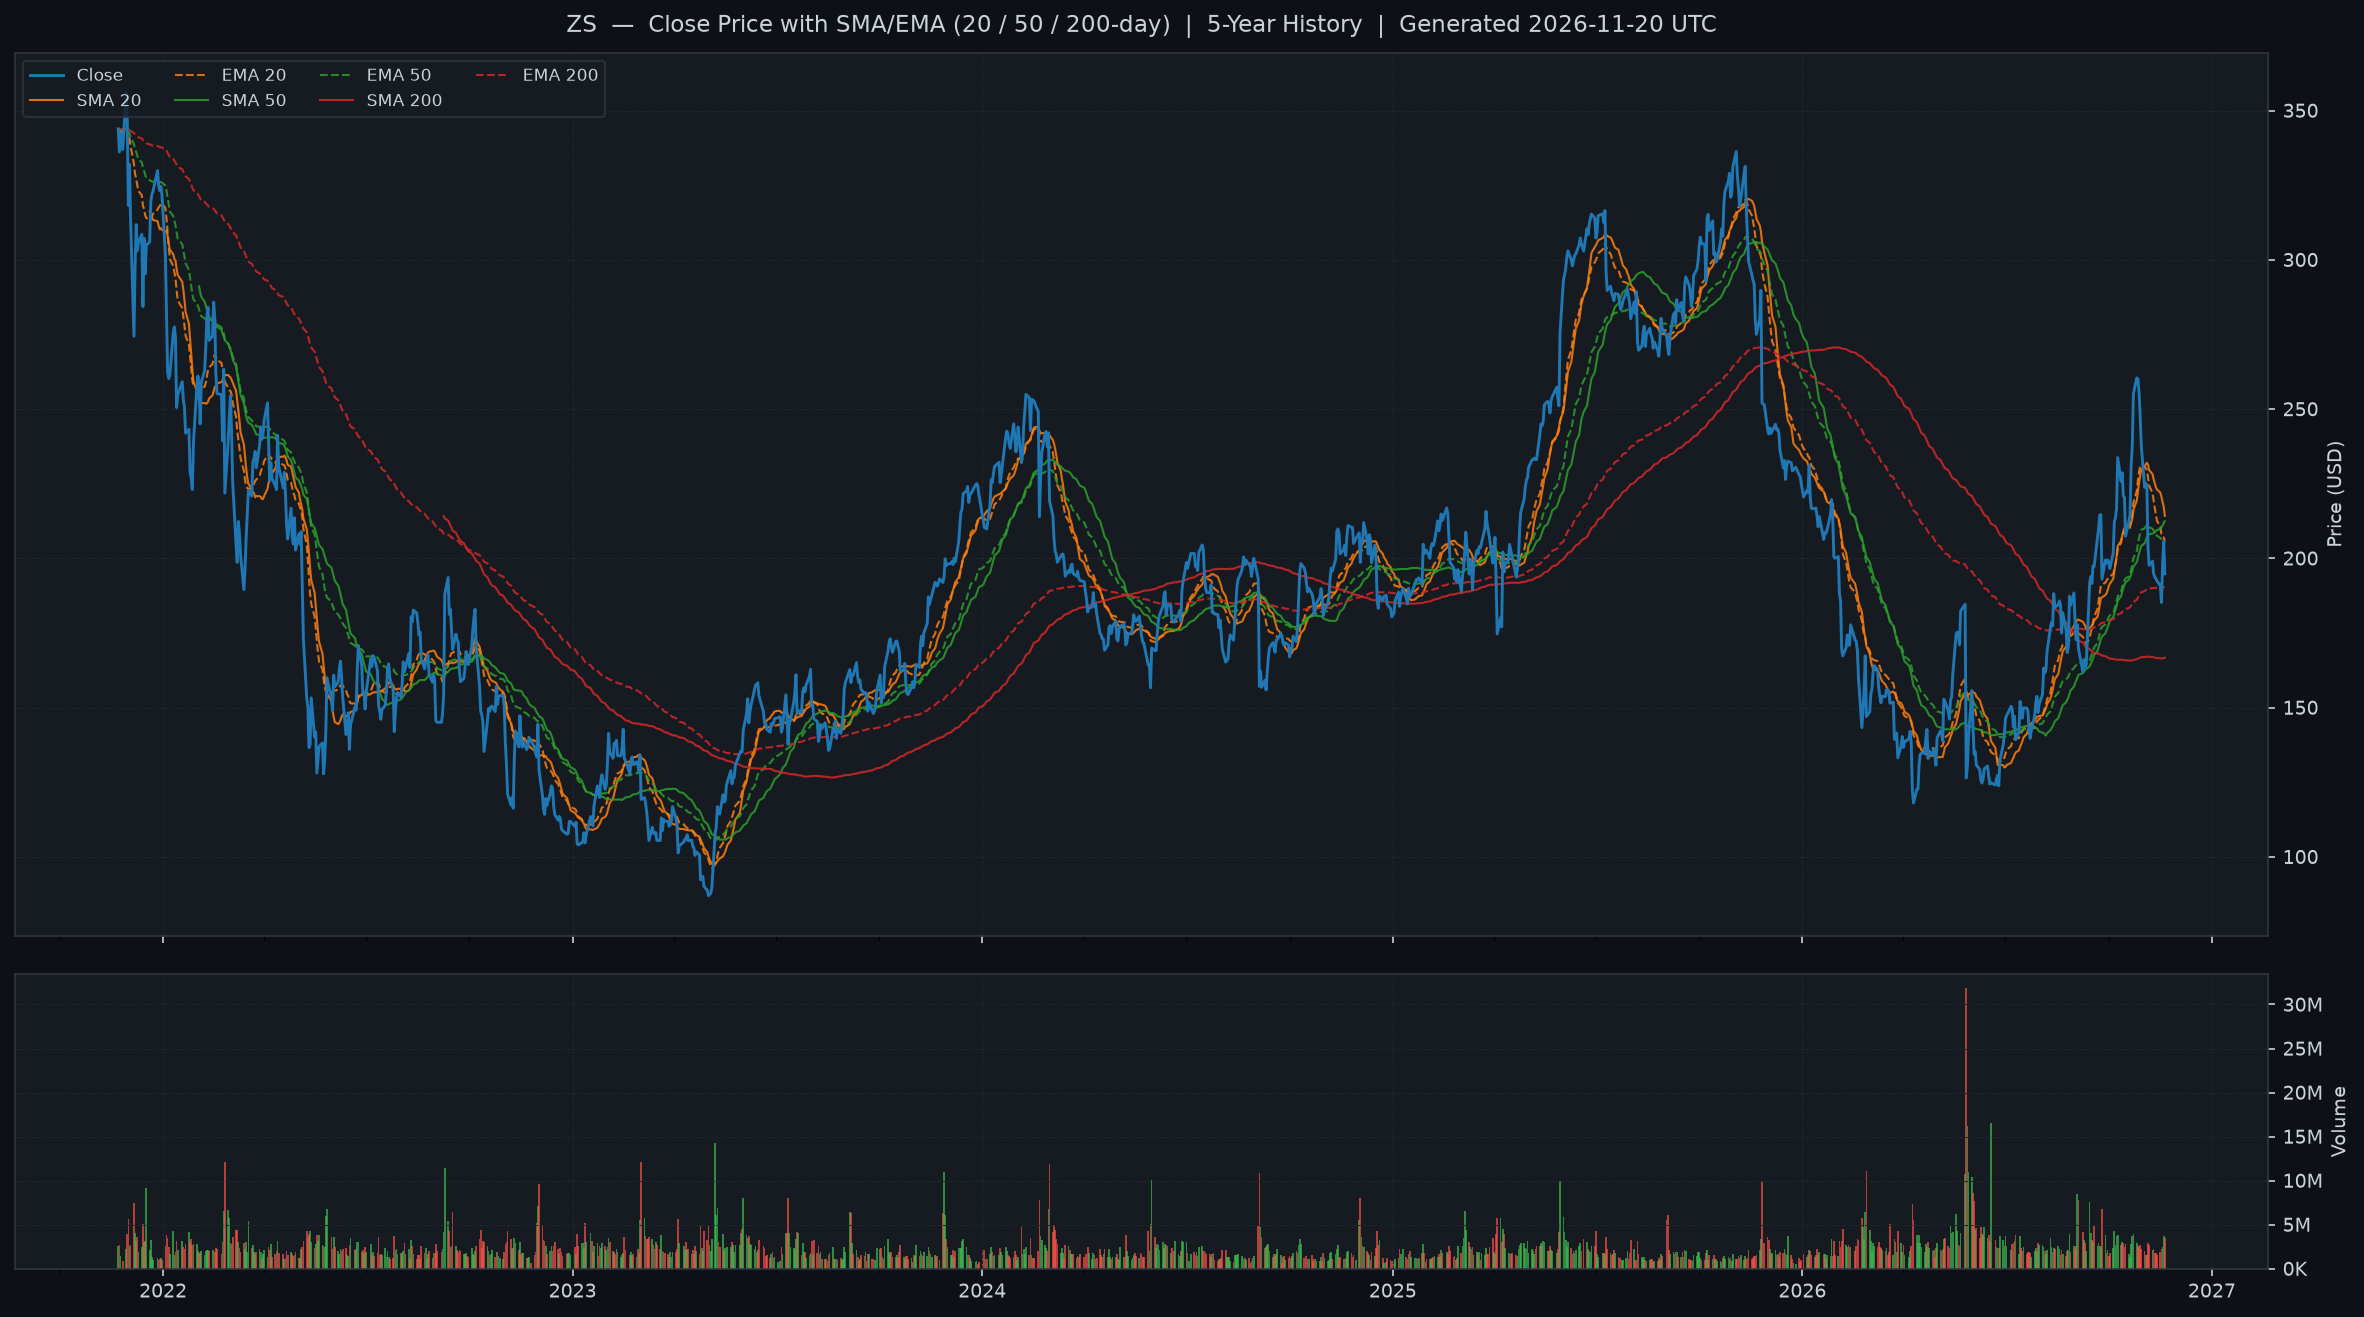 ZS — Close Price with SMA/EMA (20 / 50 / 200-day) | 5-Year History | Generated 2026-11-20 UTC
Close EMA 20 EMA 50 EMA 200
SMA 20 SMA 50 SMA 200
350
300
250
200
150
100
Price (USD)
30M
25M
20M
15M
10M
5M
0K
Volume
2022 2023 2024 2025 2026 2027